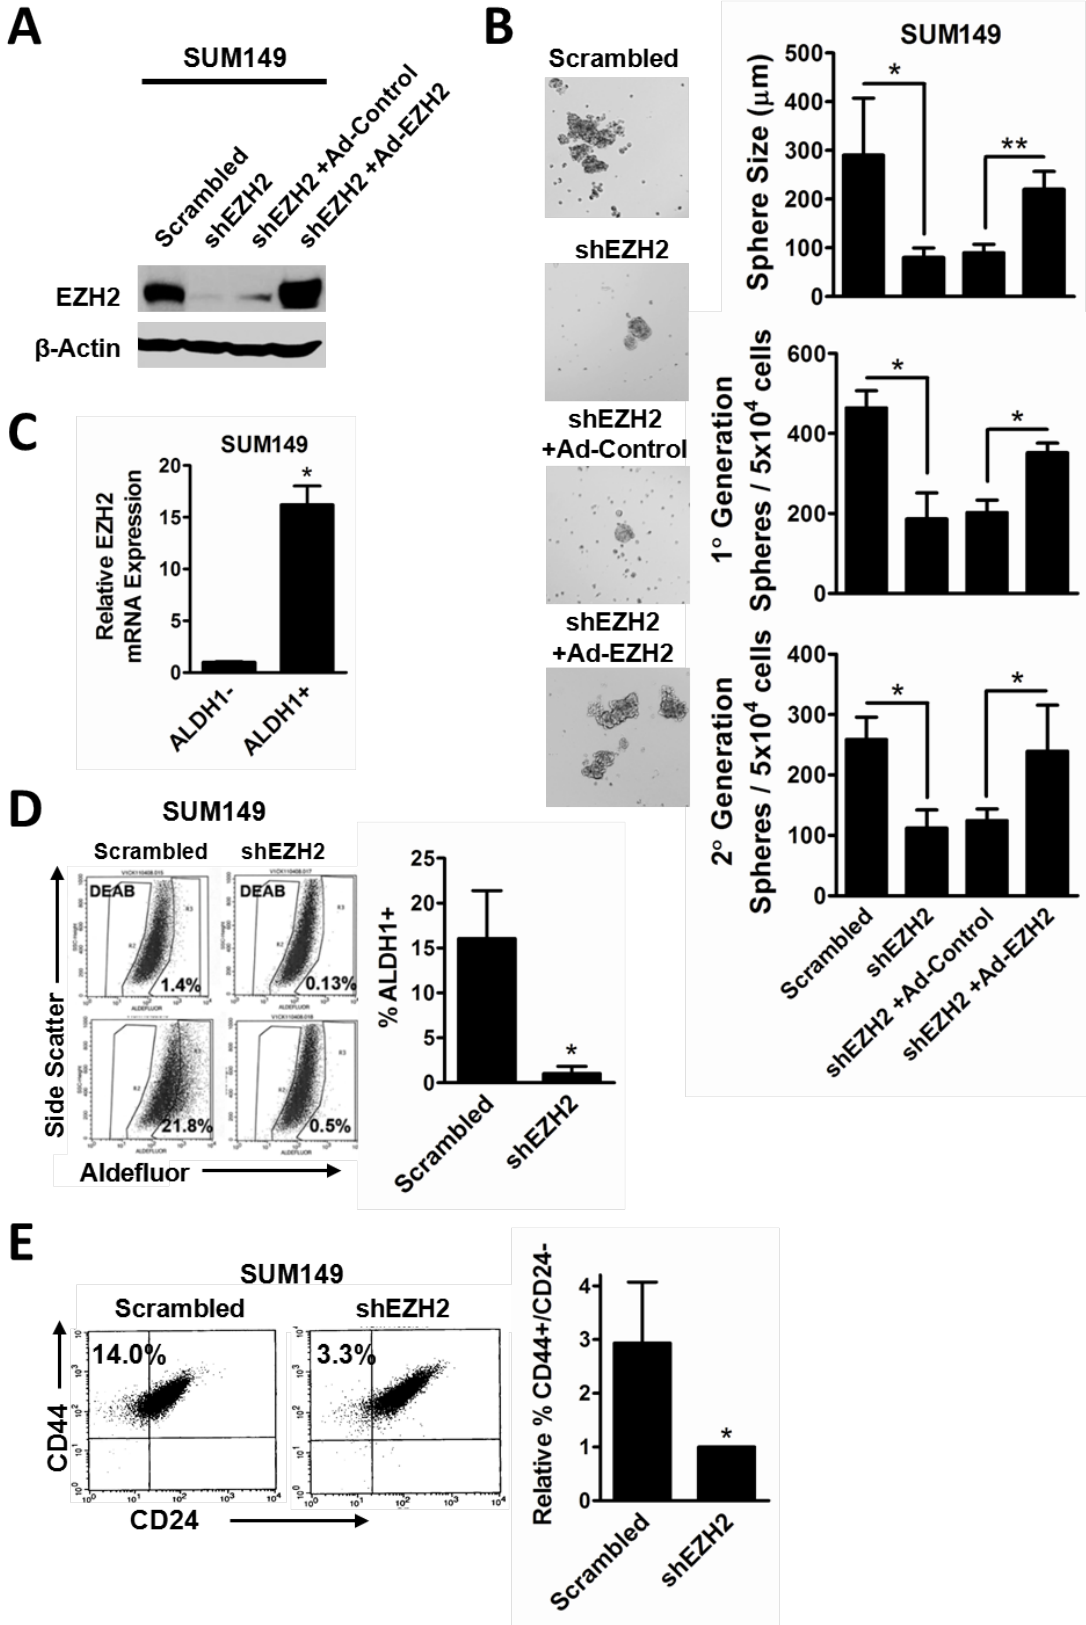 A
SUM149
Scrambled
shEZH2
shEZH2 +Ad-Control
shEZH2 +Ad-EZH2
EZH2
β-Actin
B
Scrambled
shEZH2
shEZH2
+Ad-Control
shEZH2
+Ad-EZH2
SUM149
Sphere Size (μm)
500
400
300
200
100
0
*
**
1° Generation
Spheres / 5x10⁴ cells
600
400
200
0
*
*
2° Generation
Spheres / 5x10⁴ cells
400
300
200
100
0
*
*
Scrambled
shEZH2
shEZH2 +Ad-Control
shEZH2 +Ad-EZH2
C
SUM149
Relative EZH2
mRNA Expression
20
15
10
5
0
*
ALDH1-
ALDH1+
D
SUM149
Scrambled
shEZH2
DEAB
1.4%
DEAB
0.13%
21.8%
0.5%
Side Scatter
Aldefluor
% ALDH1+
25
20
15
10
5
0
*
Scrambled
shEZH2
E
SUM149
Scrambled
shEZH2
14.0%
3.3%
CD44
CD24
Relative % CD44+/CD24-
4
3
2
1
0
*
Scrambled
shEZH2